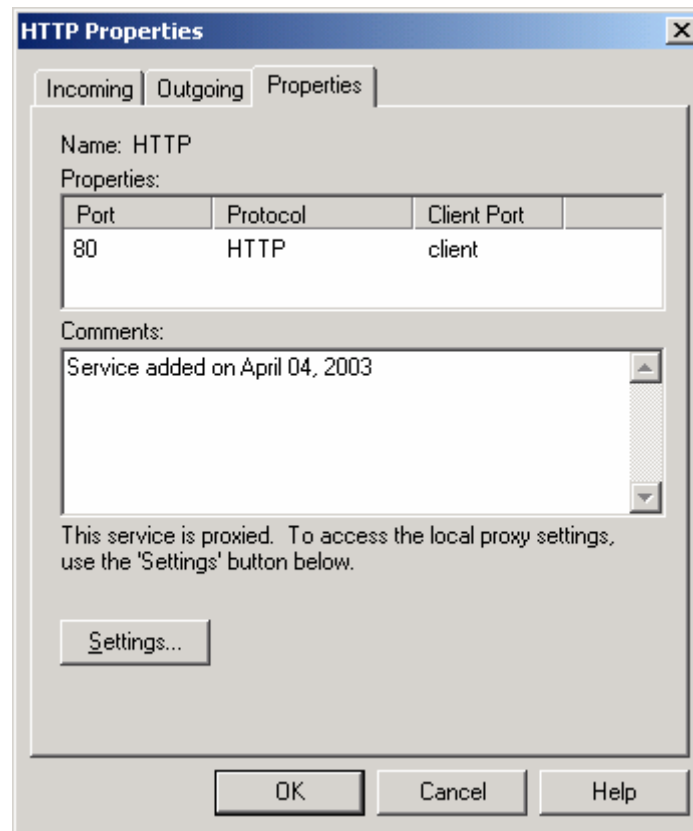 HTTP Properties
Incoming Outgoing Properties
Name: HTTP
Properties:
Port Protocol Client Port
80 HTTP client
Comments:
Service added on April 04, 2003
This service is proxied. To access the local proxy settings,
use the 'Settings' button below.
Settings...
OK Cancel Help